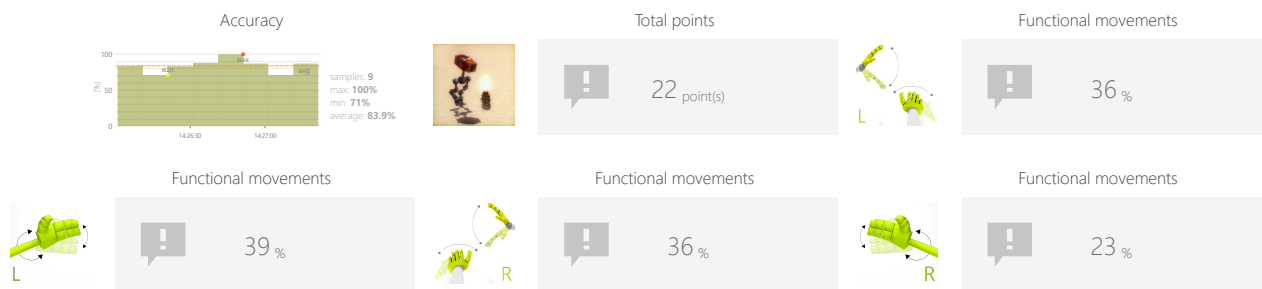 Accuracy
100
50
0
[%]
min
max
avg
14:26:30
14:27:00
samples: 9
max: 100%
min: 71%
average: 83.9%
Total points
22 point(s)
Functional movements
L
36 %
Functional movements
L
39 %
Functional movements
R
36 %
Functional movements
R
23 %